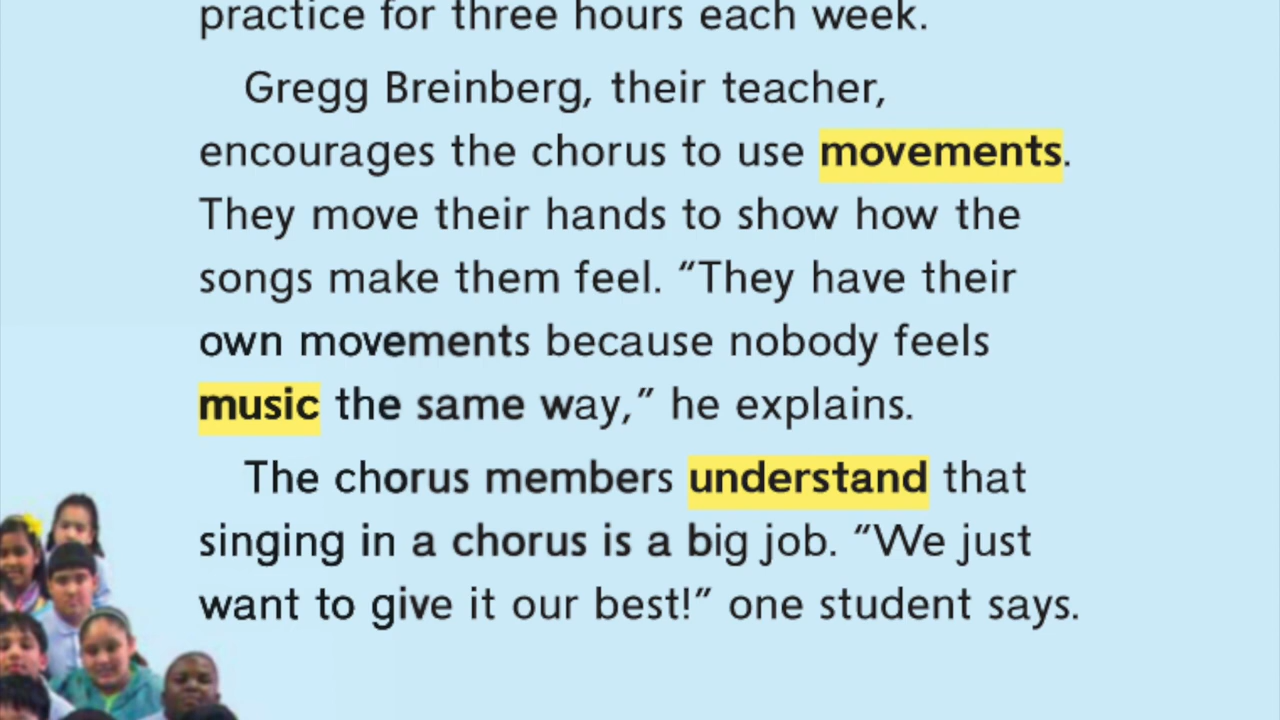 practice for three hours each week.
Gregg Breinberg, their teacher,
encourages the chorus to use movements.
They move their hands to show how the
songs make them feel. “They have their
own movements because nobody feels
music the same way,” he explains.
The chorus members understand that
singing in a chorus is a big job. “We just
want to give it our best!” one student says.